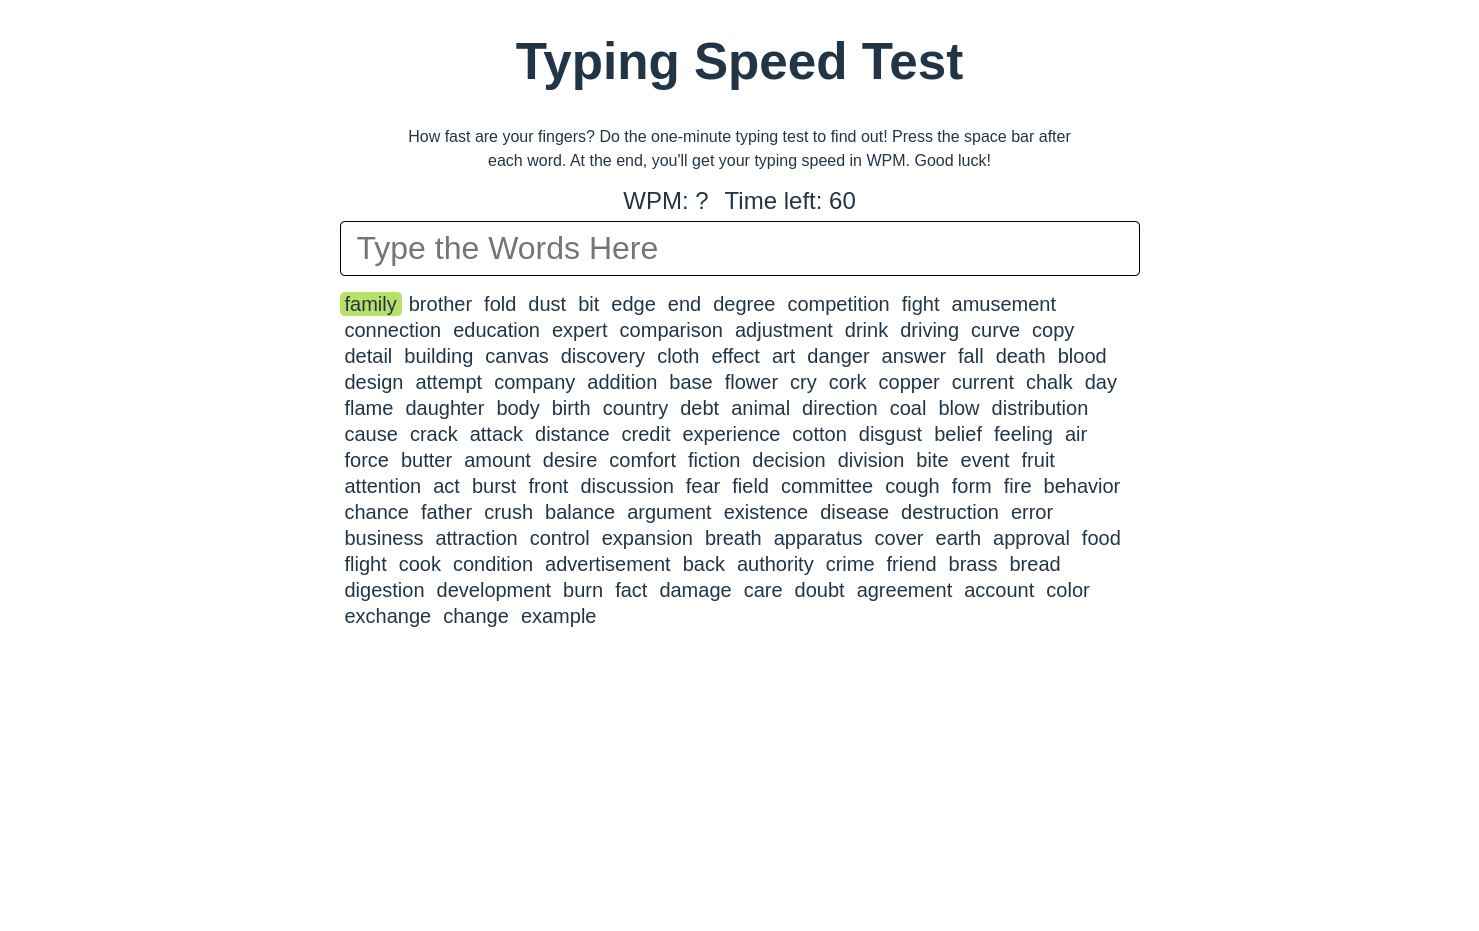 Typing Speed Test
How fast are your fingers? Do the one-minute typing test to find out! Press the space bar after
each word. At the end, you'll get your typing speed in WPM. Good luck!
WPM: ? Time left: 60
Type the Words Here
family brother fold dust bit edge end degree competition fight amusement
connection education expert comparison adjustment drink driving curve copy
detail building canvas discovery cloth effect art danger answer fall death blood
design attempt company addition base flower cry cork copper current chalk day
flame daughter body birth country debt animal direction coal blow distribution
cause crack attack distance credit experience cotton disgust belief feeling air
force butter amount desire comfort fiction decision division bite event fruit
attention act burst front discussion fear field committee cough form fire behavior
chance father crush balance argument existence disease destruction error
business attraction control expansion breath apparatus cover earth approval food
flight cook condition advertisement back authority crime friend brass bread
digestion development burn fact damage care doubt agreement account color
exchange change example